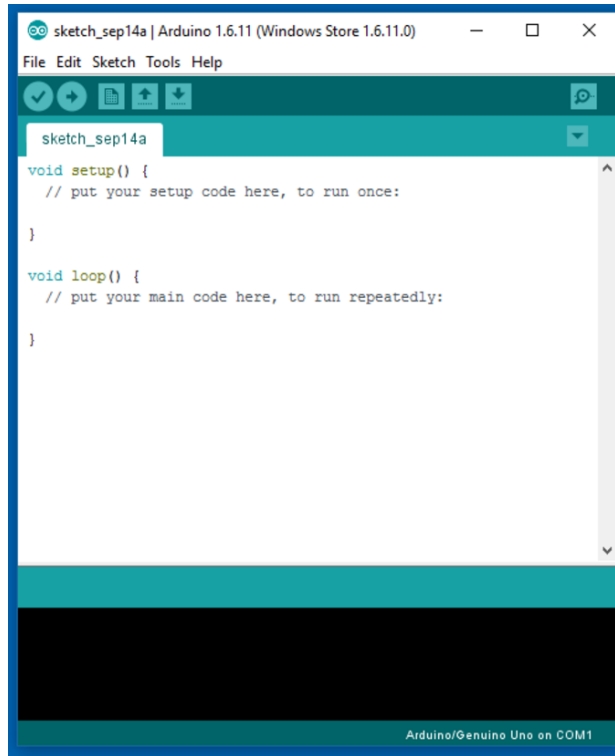 sketch_sep14a | Arduino 1.6.11 (Windows Store 1.6.11.0)
File Edit Sketch Tools Help
sketch_sep14a
void setup() {
  // put your setup code here, to run once:
}
void loop() {
  // put your main code here, to run repeatedly:
}
Arduino/Genuino Uno on COM1